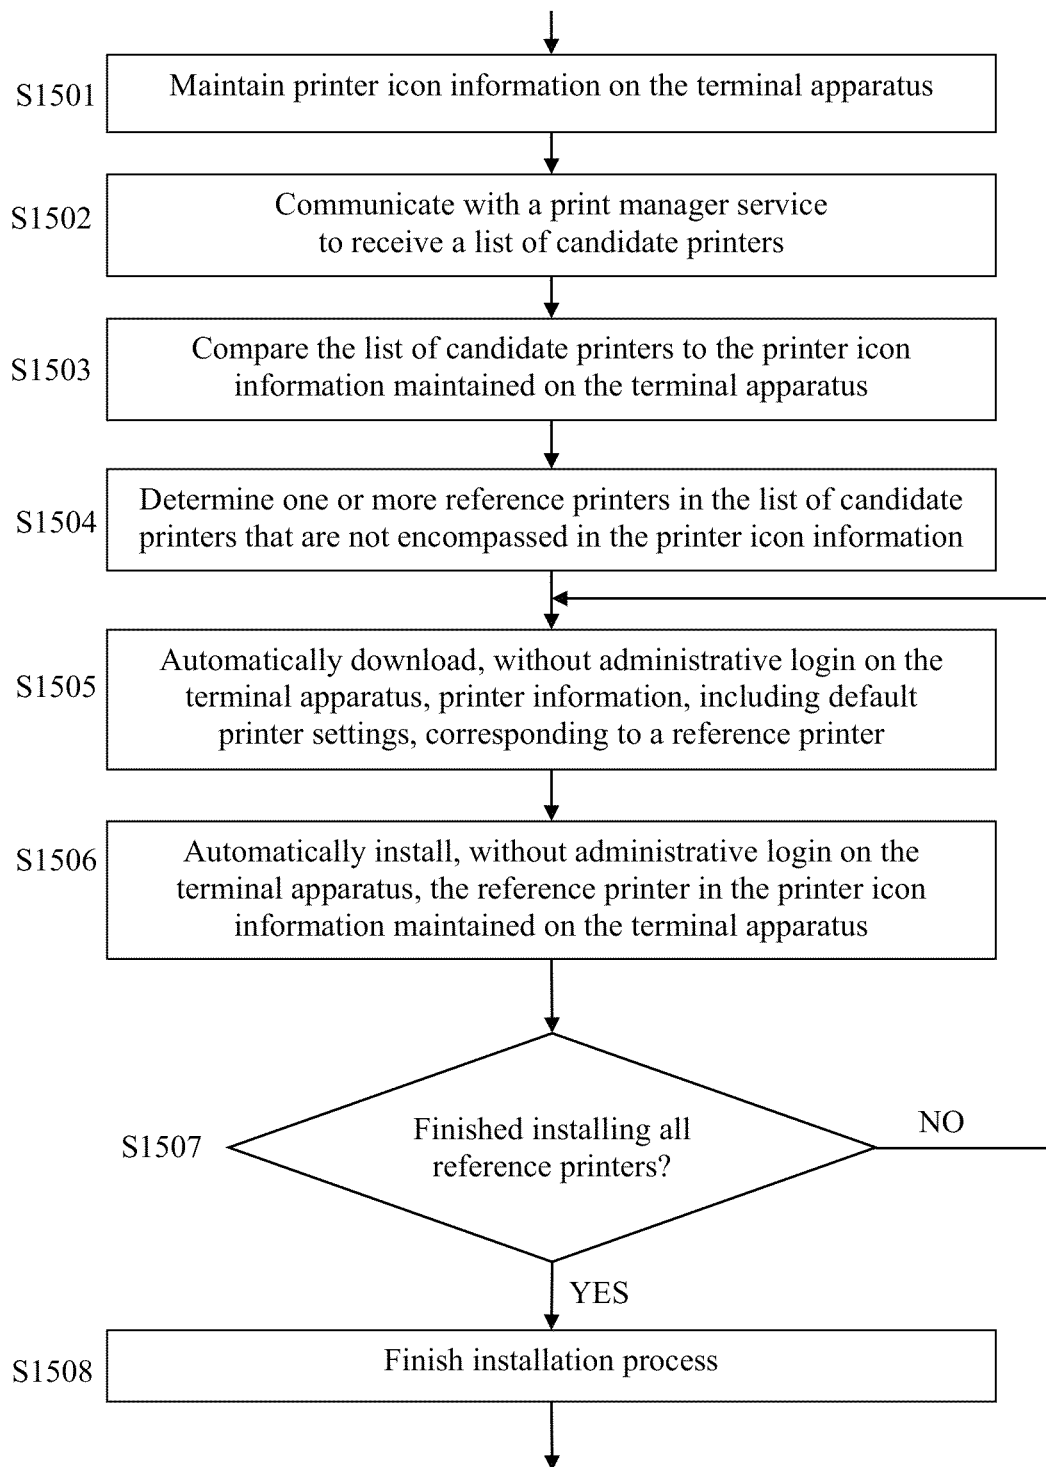 S1501
Maintain printer icon information on the terminal apparatus
S1502
Communicate with a print manager service
to receive a list of candidate printers
S1503
Compare the list of candidate printers to the printer icon
information maintained on the terminal apparatus
S1504
Determine one or more reference printers in the list of candidate
printers that are not encompassed in the printer icon information
S1505
Automatically download, without administrative login on the
terminal apparatus, printer information, including default
printer settings, corresponding to a reference printer
S1506
Automatically install, without administrative login on the
terminal apparatus, the reference printer in the printer icon
information maintained on the terminal apparatus
S1507
Finished installing all
reference printers?
NO
YES
S1508
Finish installation process